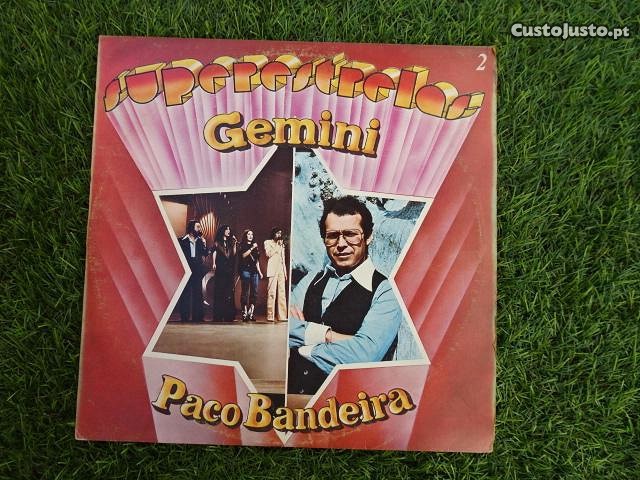 CustoJusto.pt
2
superestrelas
Gemini
Paco Bandeira